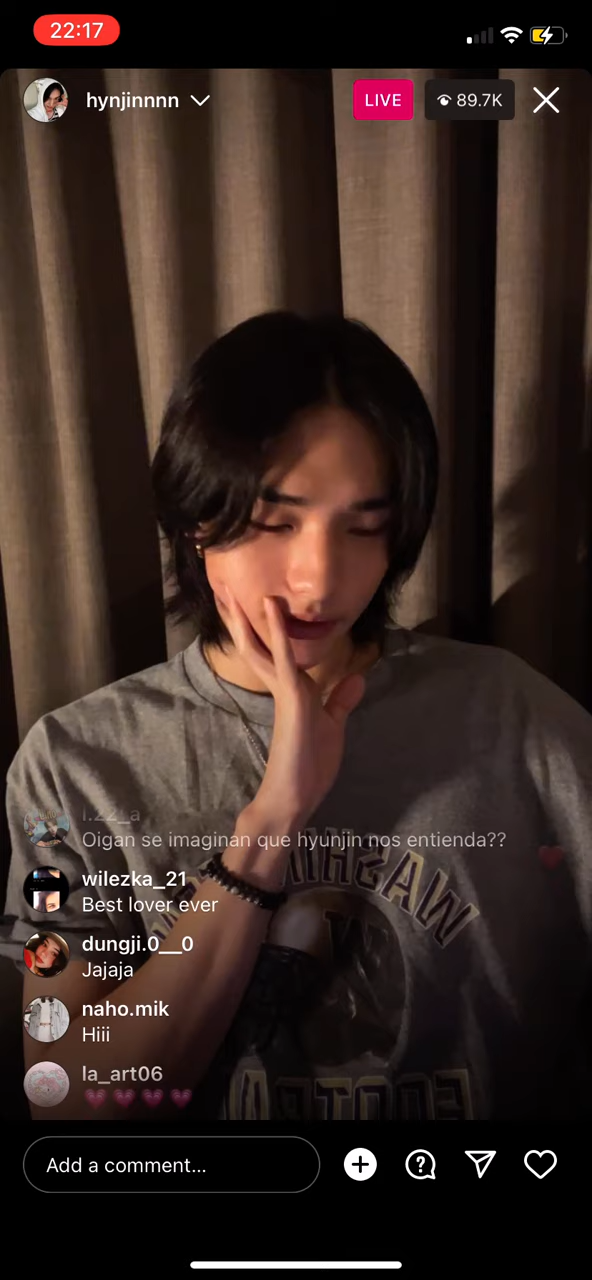 22:17
hynjinnnn
LIVE
89.7K
Oigan se imaginan que hyunjin nos entienda??
wilezka_21
Best lover ever
dungji.0__0
Jajaja
naho.mik
Hiii
la_art06
💗💗💗💗
Add a comment...